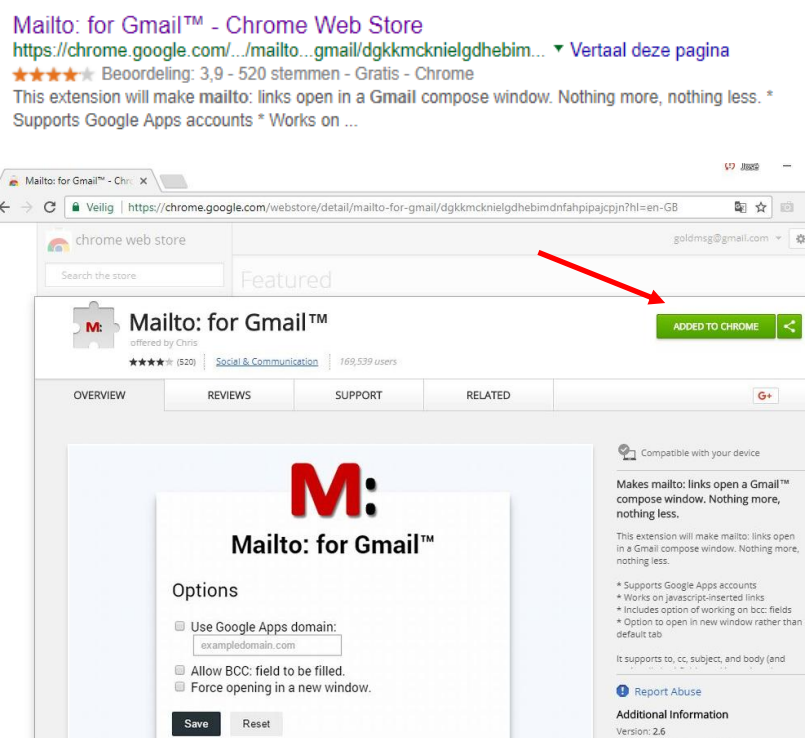 Mailto: for Gmail™ - Chrome Web Store
https://chrome.google.com/.../mailto...gmail/dgkkmcknielgdhebim... ▼ Vertaal deze pagina
Beoordeling: 3,9 - 520 stemmen - Gratis - Chrome
This extension will make mailto: links open in a Gmail compose window. Nothing more, nothing less. *
Supports Google Apps accounts * Works on ...
Mailto: for Gmail™ - Chr
Veilig | https://chrome.google.com/webstore/detail/mailto-for-gmail/dgkkmcknielgdhebimdnfahpipajcpjn?hl=en-GB
chrome web store
goldmsg@gmail.com
Search the store
Featured
M:
Mailto: for Gmail™
offered by Chris
(520)
Social & Communication
169,539 users
ADDED TO CHROME
OVERVIEW
REVIEWS
SUPPORT
RELATED
G+
M:
Mailto: for Gmail™
Options
Use Google Apps domain:
exampledomain.com
Allow BCC: field to be filled.
Force opening in a new window.
Save
Reset
Compatible with your device
Makes mailto: links open a Gmail™
compose window. Nothing more,
nothing less.
This extension will make mailto: links open
in a Gmail compose window. Nothing more,
nothing less.
* Supports Google Apps accounts
* Works on javascript-inserted links
* Includes option of working on bcc: fields
* Option to open in new window rather than
default tab
It supports to, cc, subject, and body (and
Report Abuse
Additional Information
Version: 2.6